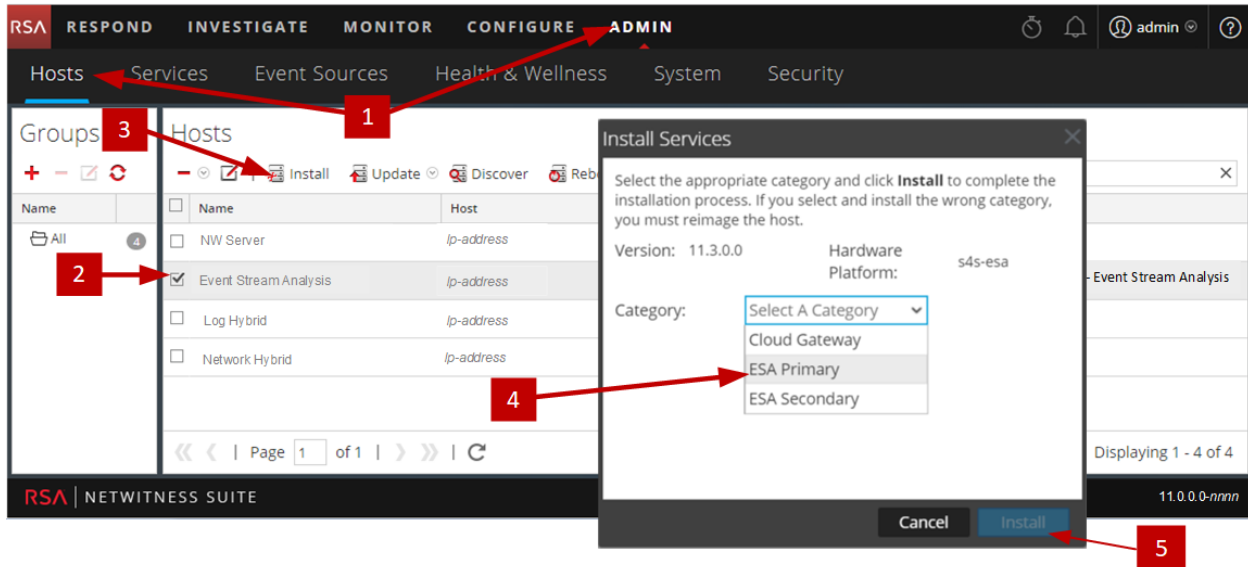 RSA RESPOND INVESTIGATE MONITOR CONFIGURE ADMIN admin ?
Hosts Services Event Sources Health & Wellness System Security
1
Groups 3 Hosts
Install Update Discover
Name Name Host
All 4 NW Server Ip-address
2 Event Stream Analysis Ip-address - Event Stream Analysis
Log Hybrid Ip-address
Network Hybrid Ip-address
Page 1 of 1 Displaying 1 - 4 of 4
RSA NETWITNESS SUITE 11.0.0.0-nnnn
Install Services
Select the appropriate category and click Install to complete the
installation process. If you select and install the wrong category,
you must reimage the host.
Version: 11.3.0.0 Hardware
Platform: s4s-esa
Category: Select A Category
Cloud Gateway
ESA Primary
ESA Secondary
4
Cancel Install
5